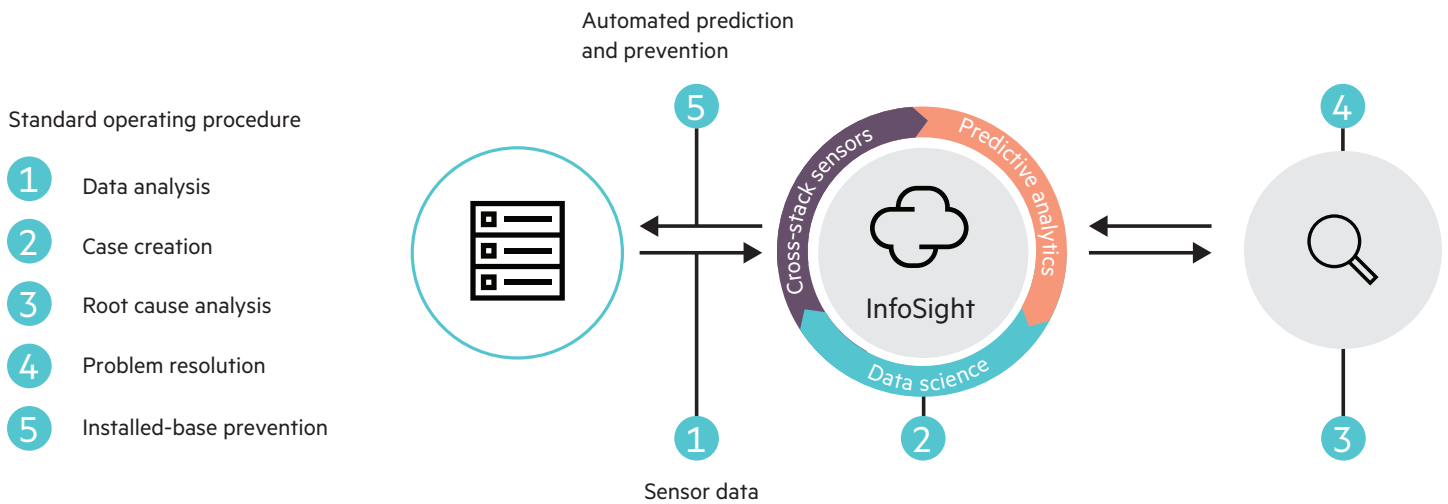 Automated prediction
and prevention
Standard operating procedure
1 Data analysis
2 Case creation
3 Root cause analysis
4 Problem resolution
5 Installed-base prevention
5
1
Sensor data
Cross-stack sensors
Predictive analytics
Data science
InfoSight
2
4
3